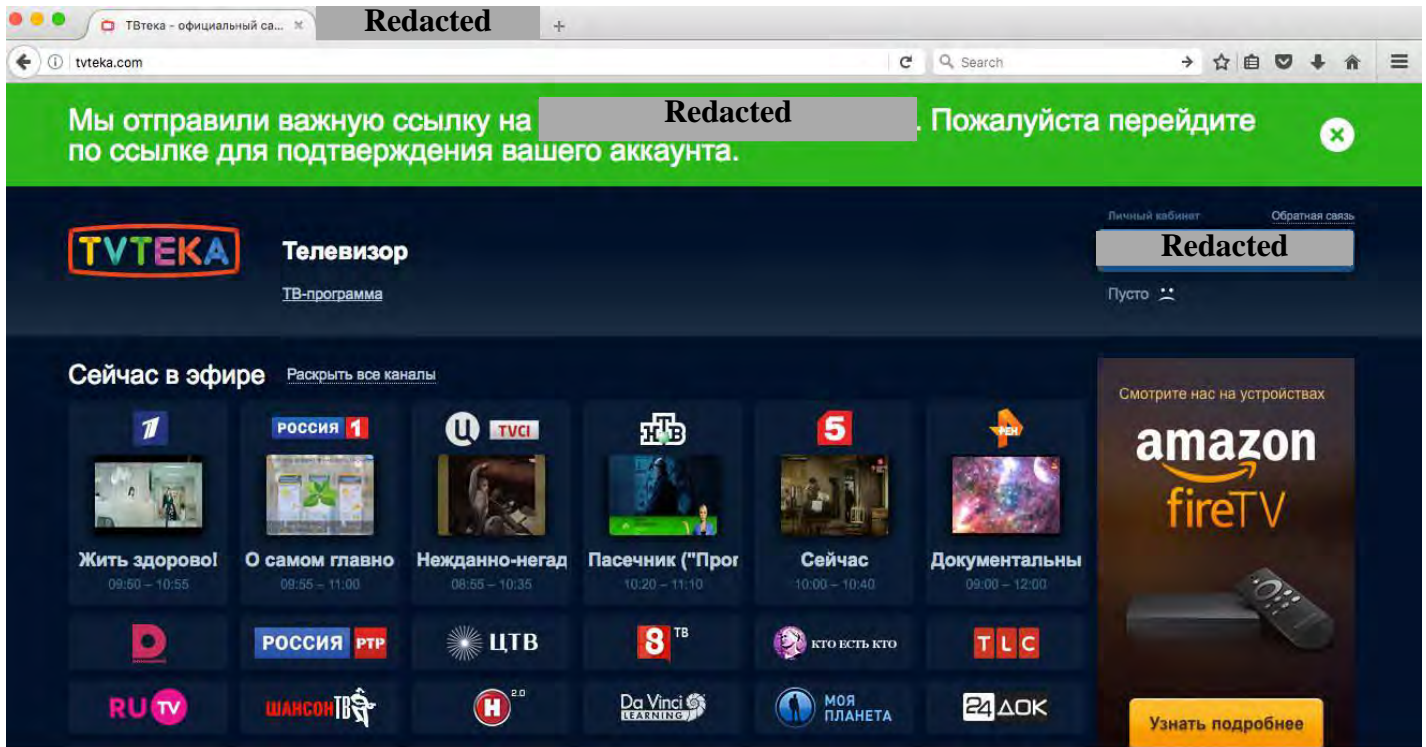 ТВтека - официальный са... × Redacted +
tvteka.com Search
Мы отправили важную ссылку на Redacted . Пожалуйста перейдите
по ссылке для подтверждения вашего аккаунта.
Личный кабинет Обратная связь
TVTEKA Телевизор Redacted
ТВ-программа Пусто
Сейчас в эфире Раскрыть все каналы
Смотрите нас на устройствах
amazon
fireTV
1 РОССИЯ 1 Ц TVCI НТВ 5 РЕН
Жить здорово! О самом главно Нежданно-негад Пасечник ("Прог Сейчас Документальны
09:50 – 10:55 09:55 – 11:00 08:55 – 10:35 10:20 – 11:10 10:00 – 10:40 09:00 – 12:00
D РОССИЯ РТР ЦТВ 8 ТВ КТО ЕСТЬ КТО TLC
RU TV ШАНСОНТВ Н 2.0 Da Vinci LEARNING МОЯ ПЛАНЕТА 24 ДОК
Узнать подробнее